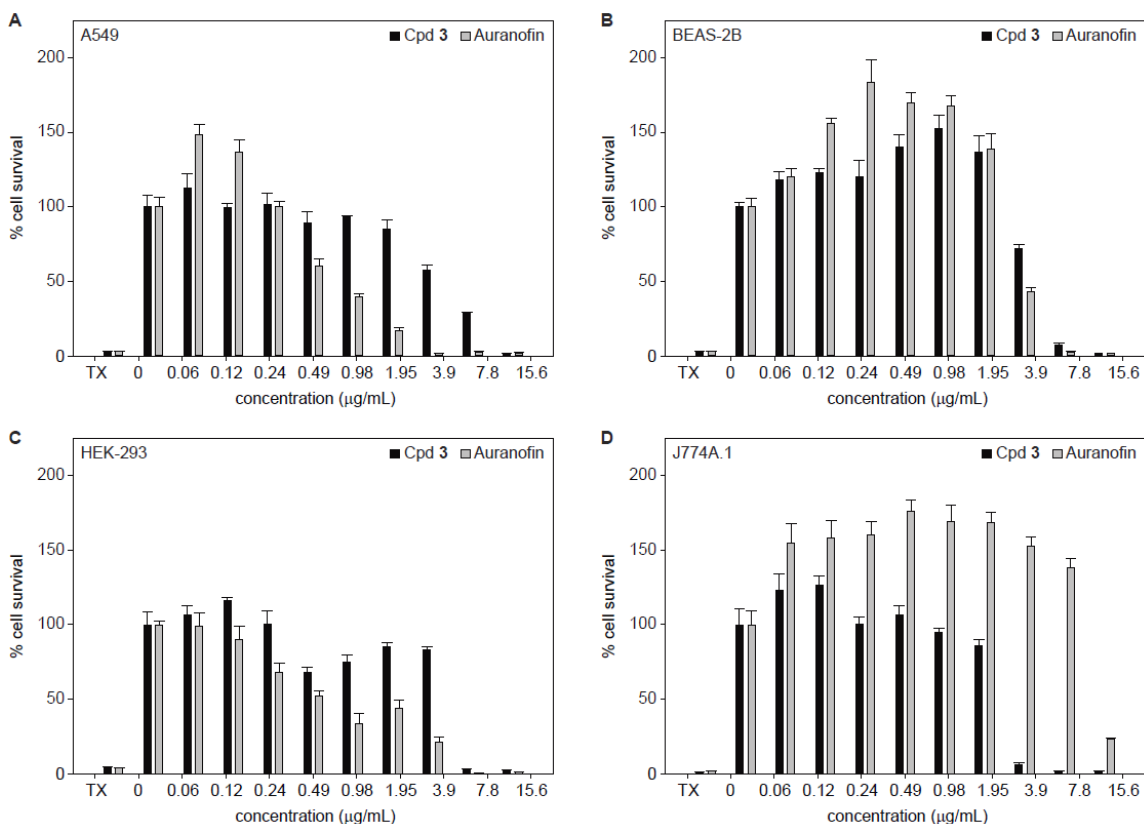 A
A549
Cpd 3 Auranofin
200
150
100
50
0
% cell survival
TX 0 0.06 0.12 0.24 0.49 0.98 1.95 3.9 7.8 15.6
concentration (µg/mL)
B
BEAS-2B
Cpd 3 Auranofin
200
150
100
50
0
% cell survival
TX 0 0.06 0.12 0.24 0.49 0.98 1.95 3.9 7.8 15.6
concentration (µg/mL)
C
HEK-293
Cpd 3 Auranofin
200
150
100
50
0
% cell survival
TX 0 0.06 0.12 0.24 0.49 0.98 1.95 3.9 7.8 15.6
concentration (µg/mL)
D
J774A.1
Cpd 3 Auranofin
200
150
100
50
0
% cell survival
TX 0 0.06 0.12 0.24 0.49 0.98 1.95 3.9 7.8 15.6
concentration (µg/mL)